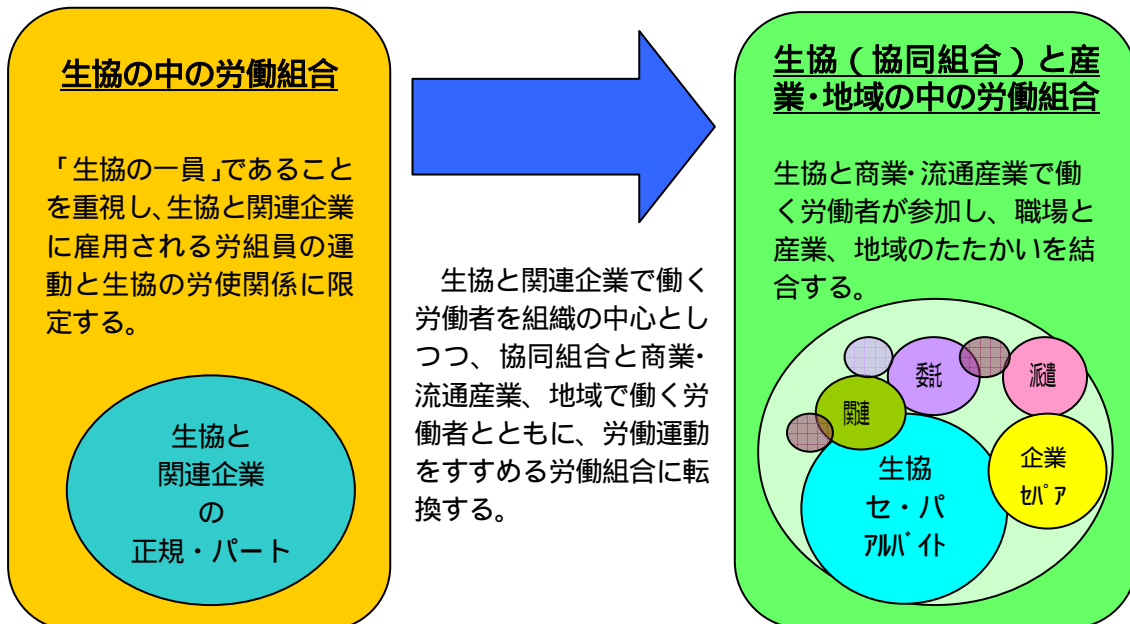 生協の中の労働組合
「生協の一員」であること
を重視し、生協と関連企業
に雇用される労組員の運
動と生協の労使関係に限
定する。
生協と
関連企業
の
正規・パート
生協と関連企業で働く
労働者を組織の中心とし
つつ、協同組合と商業・
流通産業、地域で働く労
働者とともに、労働運動
をすすめる労働組合に転
換する。
生協(協同組合)と産
業・地域の中の労働組合
生協と商業・流通産業で働
く労働者が参加し、職場と
産業、地域のたたかいを結
合する。
委託
派遣
関連
生協
セ・パ
アルバイト
企業
セパア